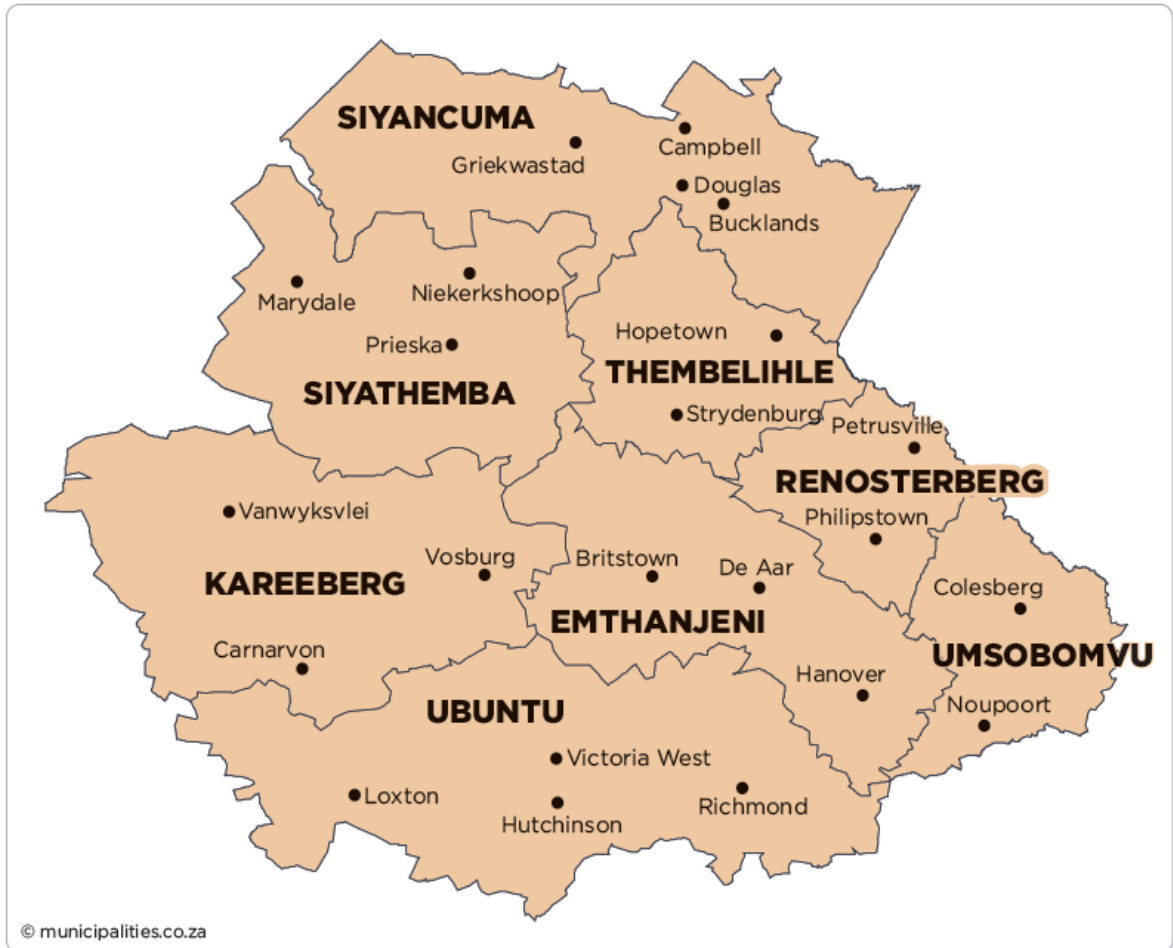 SIYANCUMA
Campbell
Griekwastad
Douglas
Bucklands
Marydale
Niekerkshoop
Hopetown
Prieska
THEMBELIHLE
SIYATHEMBA
Strydenburg
Petrusville
RENOSTERBERG
Vanwyksvlei
Philipstown
Vosburg
Britstown
De Aar
KAREEBERG
Colesberg
EMTHANJENI
Carnarvon
UMSOBOMVU
Hanover
UBUNTU
Noupoort
Victoria West
Loxton
Richmond
Hutchinson
© municipalities.co.za